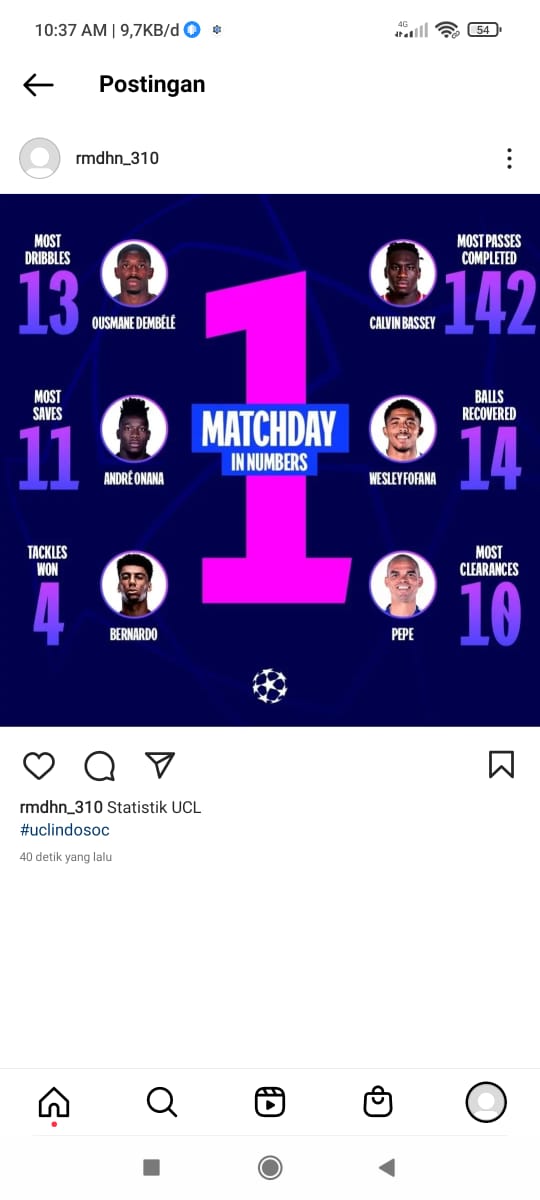 10:37 AM | 9,7KB/d
4G
54
Postingan
rmdhn_310
MOST
DRIBBLES
13
OUSMANE DEMBÉLÉ
MOST PASSES
COMPLETED
142
CALVIN BASSEY
1
MATCHDAY
IN NUMBERS
MOST
SAVES
11
ANDRÉ ONANA
BALLS
RECOVERED
14
WESLEY FOFANA
TACKLES
WON
4
BERNARDO
MOST
CLEARANCES
10
PEPE
rmdhn_310 Statistik UCL
#uclindosoc
40 detik yang lalu